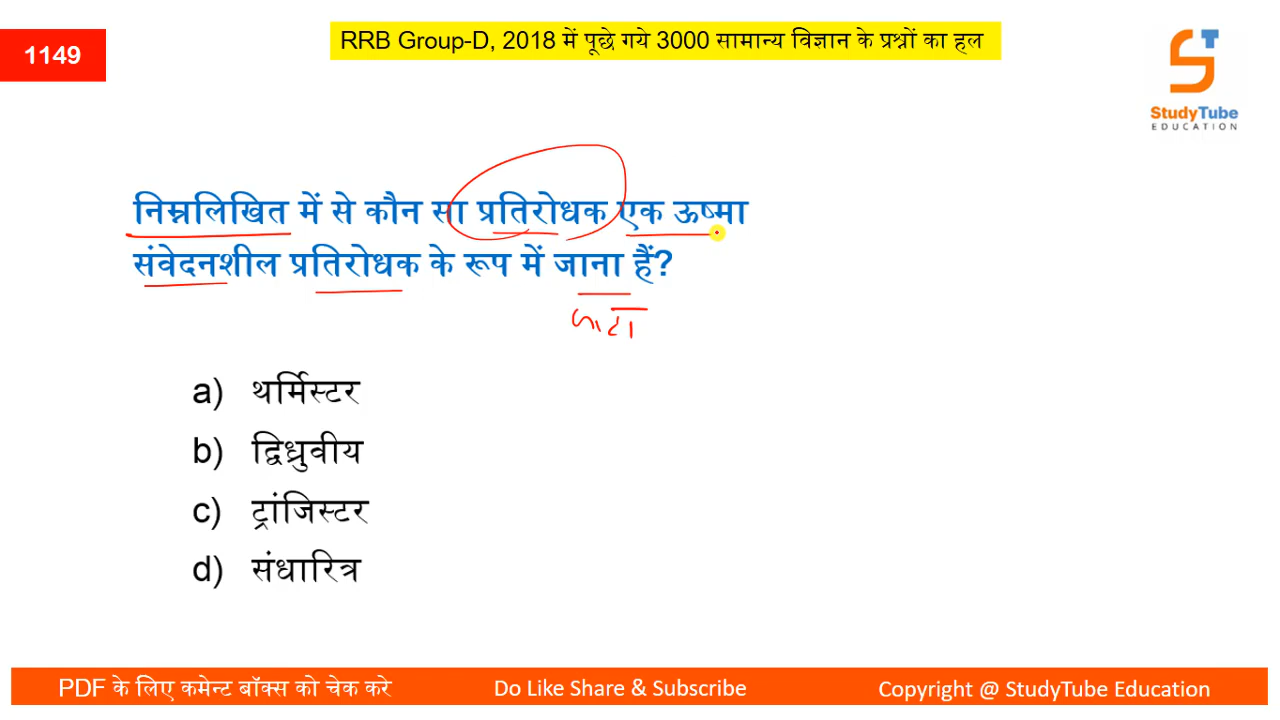 RRB Group-D, 2018 में पूछे गये 3000 सामान्य विज्ञान के प्रश्नों का हल
1149
StudyTube
EDUCATION
निम्नलिखित में से कौन सा प्रतिरोधक एक ऊष्मा
संवेदनशील प्रतिरोधक के रूप में जाना हैं?
a) थर्मिस्टर
b) द्विध्रुवीय
c) ट्रांजिस्टर
d) संधारित्र
PDF के लिए कमेन्ट बॉक्स को चेक करे
Do Like Share & Subscribe
Copyright @ StudyTube Education